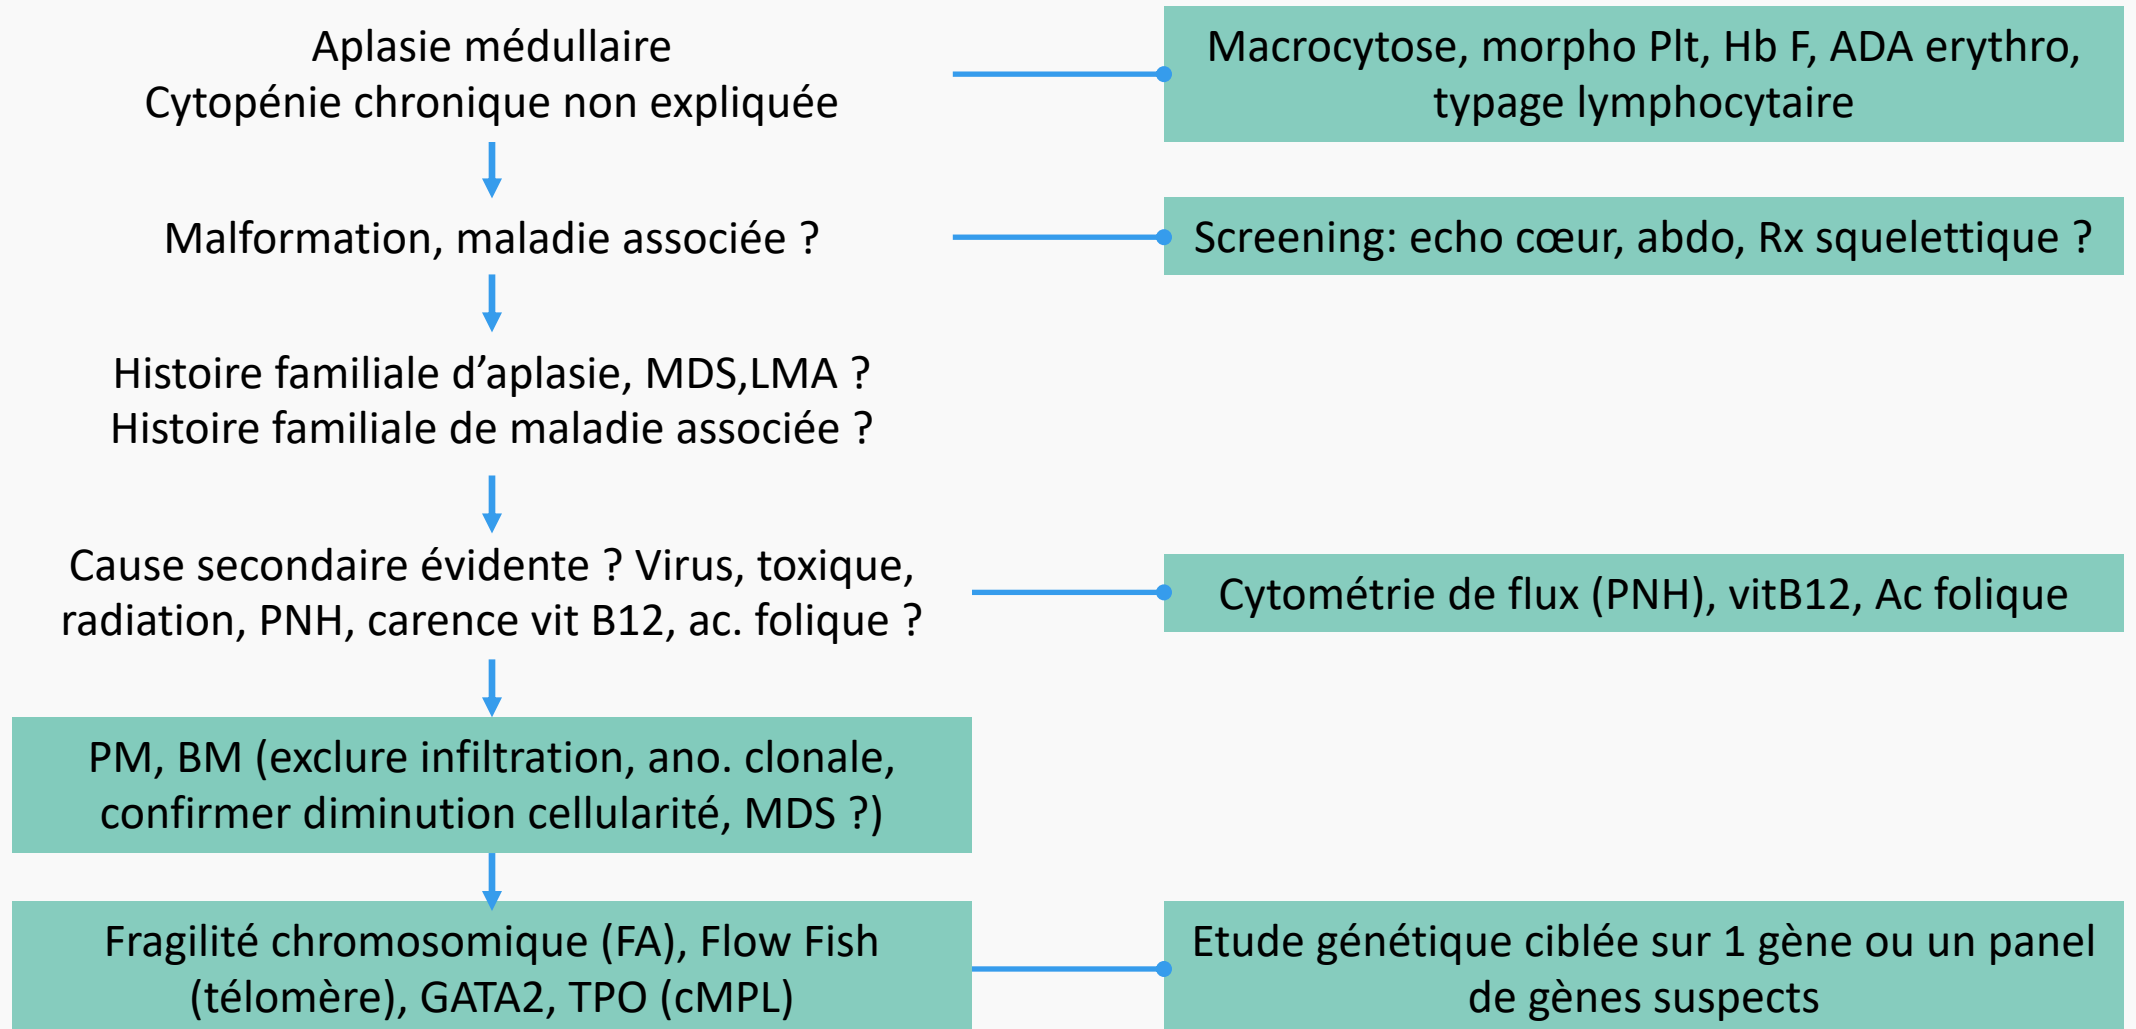 Aplasie médullaire
Cytopénie chronique non expliquée
Macrocytose, morpho Plt, Hb F, ADA erythro,
typage lymphocytaire
Malformation, maladie associée ?
Screening: echo cœur, abdo, Rx squelettique ?
Histoire familiale d’aplasie, MDS,LMA ?
Histoire familiale de maladie associée ?
Cause secondaire évidente ? Virus, toxique,
radiation, PNH, carence vit B12, ac. folique ?
Cytométrie de flux (PNH), vitB12, Ac folique
PM, BM (exclure infiltration, ano. clonale,
confirmer diminution cellularité, MDS ?)
Fragilité chromosomique (FA), Flow Fish
(télomère), GATA2, TPO (cMPL)
Etude génétique ciblée sur 1 gène ou un panel
de gènes suspects